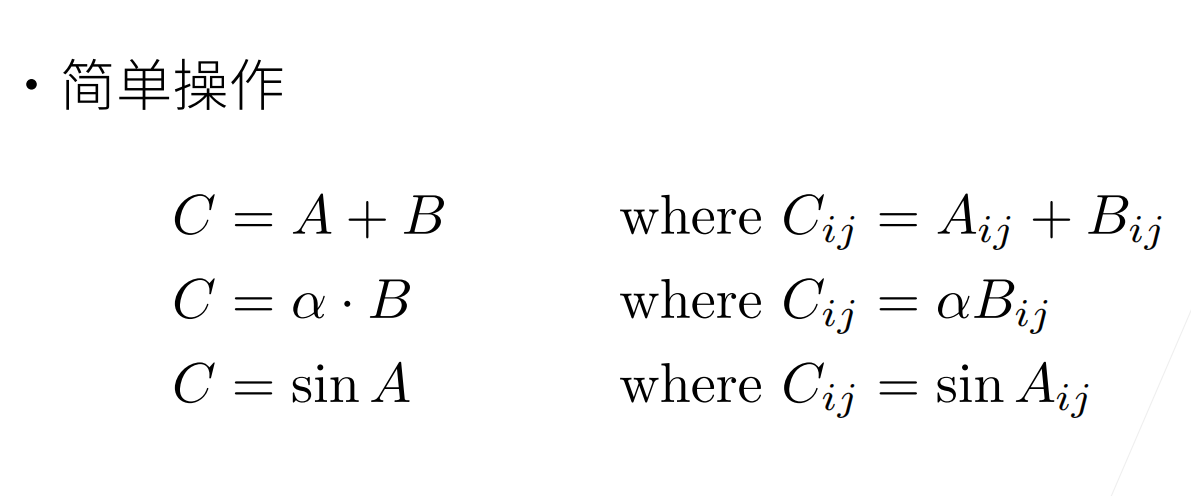 • 简单操作
C = A + B where C_{ij} = A_{ij} + B_{ij}
C = α · B where C_{ij} = αB_{ij}
C = sin A where C_{ij} = sin A_{ij}